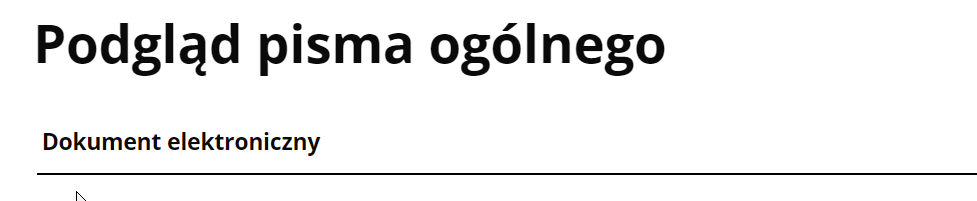 Podgląd pisma ogólnego
Dokument elektroniczny